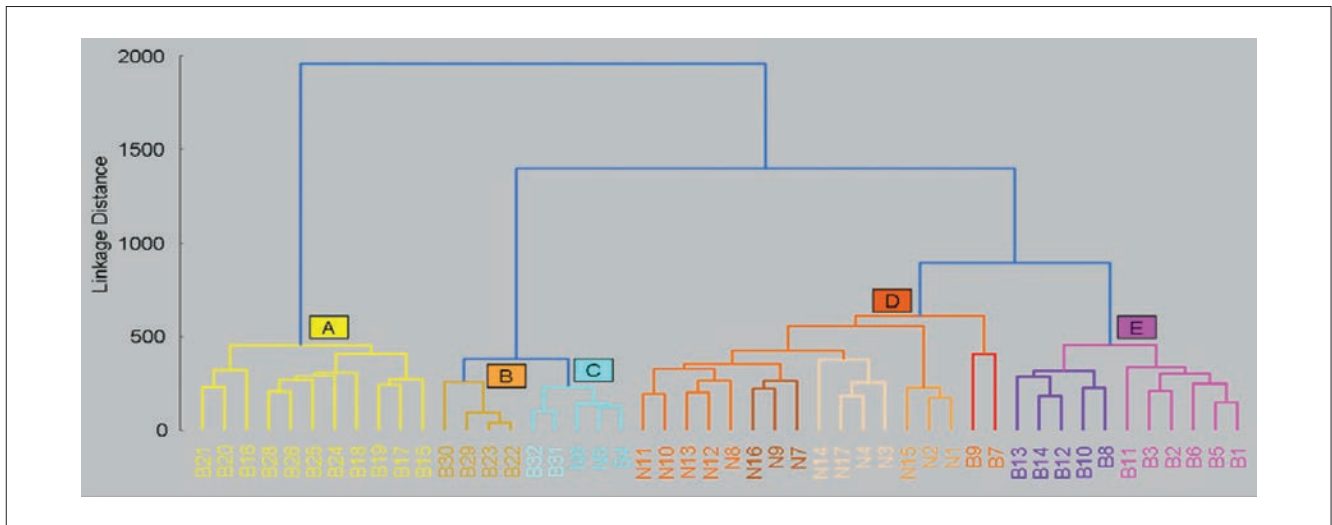 2000
1500
1000
500
0
Linkage Distance
A
B
C
D
E
B21 B20 B16 B28 B26 B25 B24 B18 B19 B17 B15 B30 B29 B23 B22 N11 N10 N13 N12 N8 N16 N9 N7 N14 N17 N4 N3 N15 N2 N1 B9 B7 B13 B14 B12 B10 B8 B11 B3 B2 B6 B5 B1